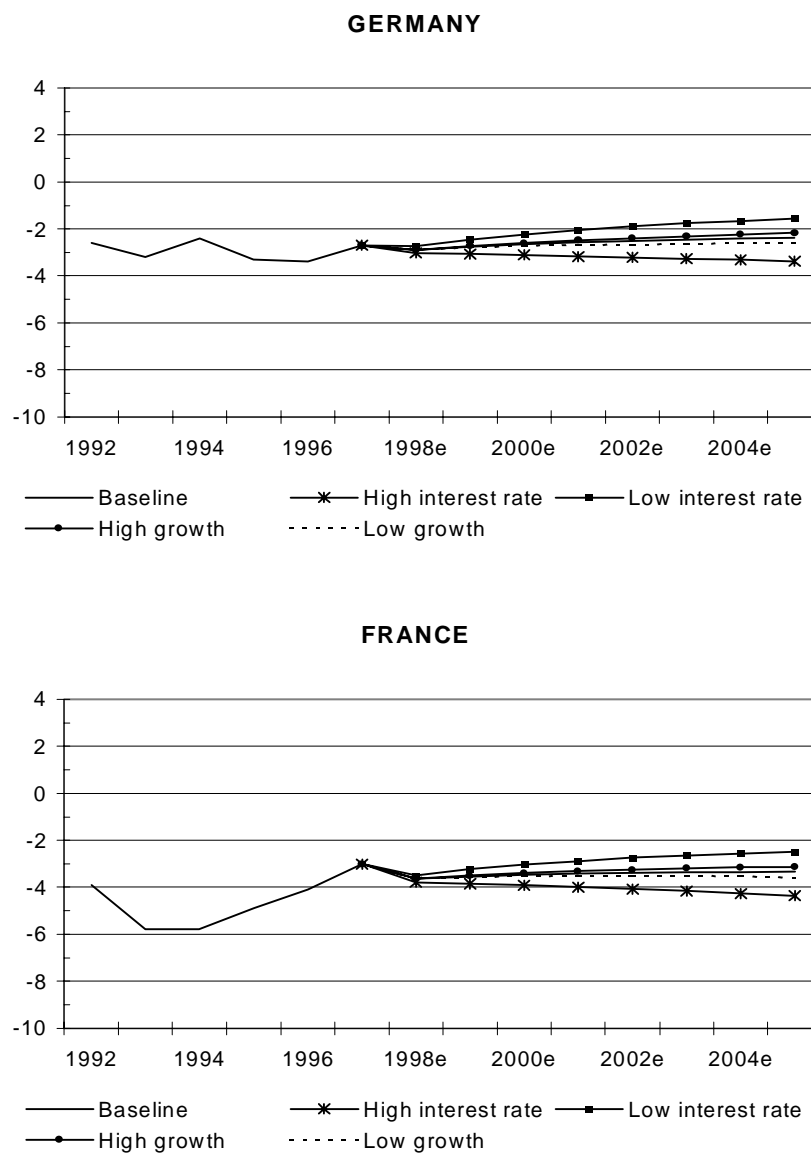 GERMANY
4
2
0
-2
-4
-6
-8
-10
1992 1994 1996 1998e 2000e 2002e 2004e
Baseline High interest rate Low interest rate
High growth Low growth
FRANCE
4
2
0
-2
-4
-6
-8
-10
1992 1994 1996 1998e 2000e 2002e 2004e
Baseline High interest rate Low interest rate
High growth Low growth